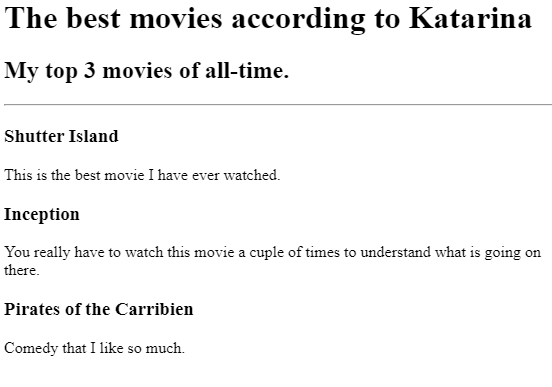 The best movies according to Katarina
My top 3 movies of all-time.
Shutter Island
This is the best movie I have ever watched.
Inception
You really have to watch this movie a cuple of times to understand what is going on
there.
Pirates of the Carribien
Comedy that I like so much.